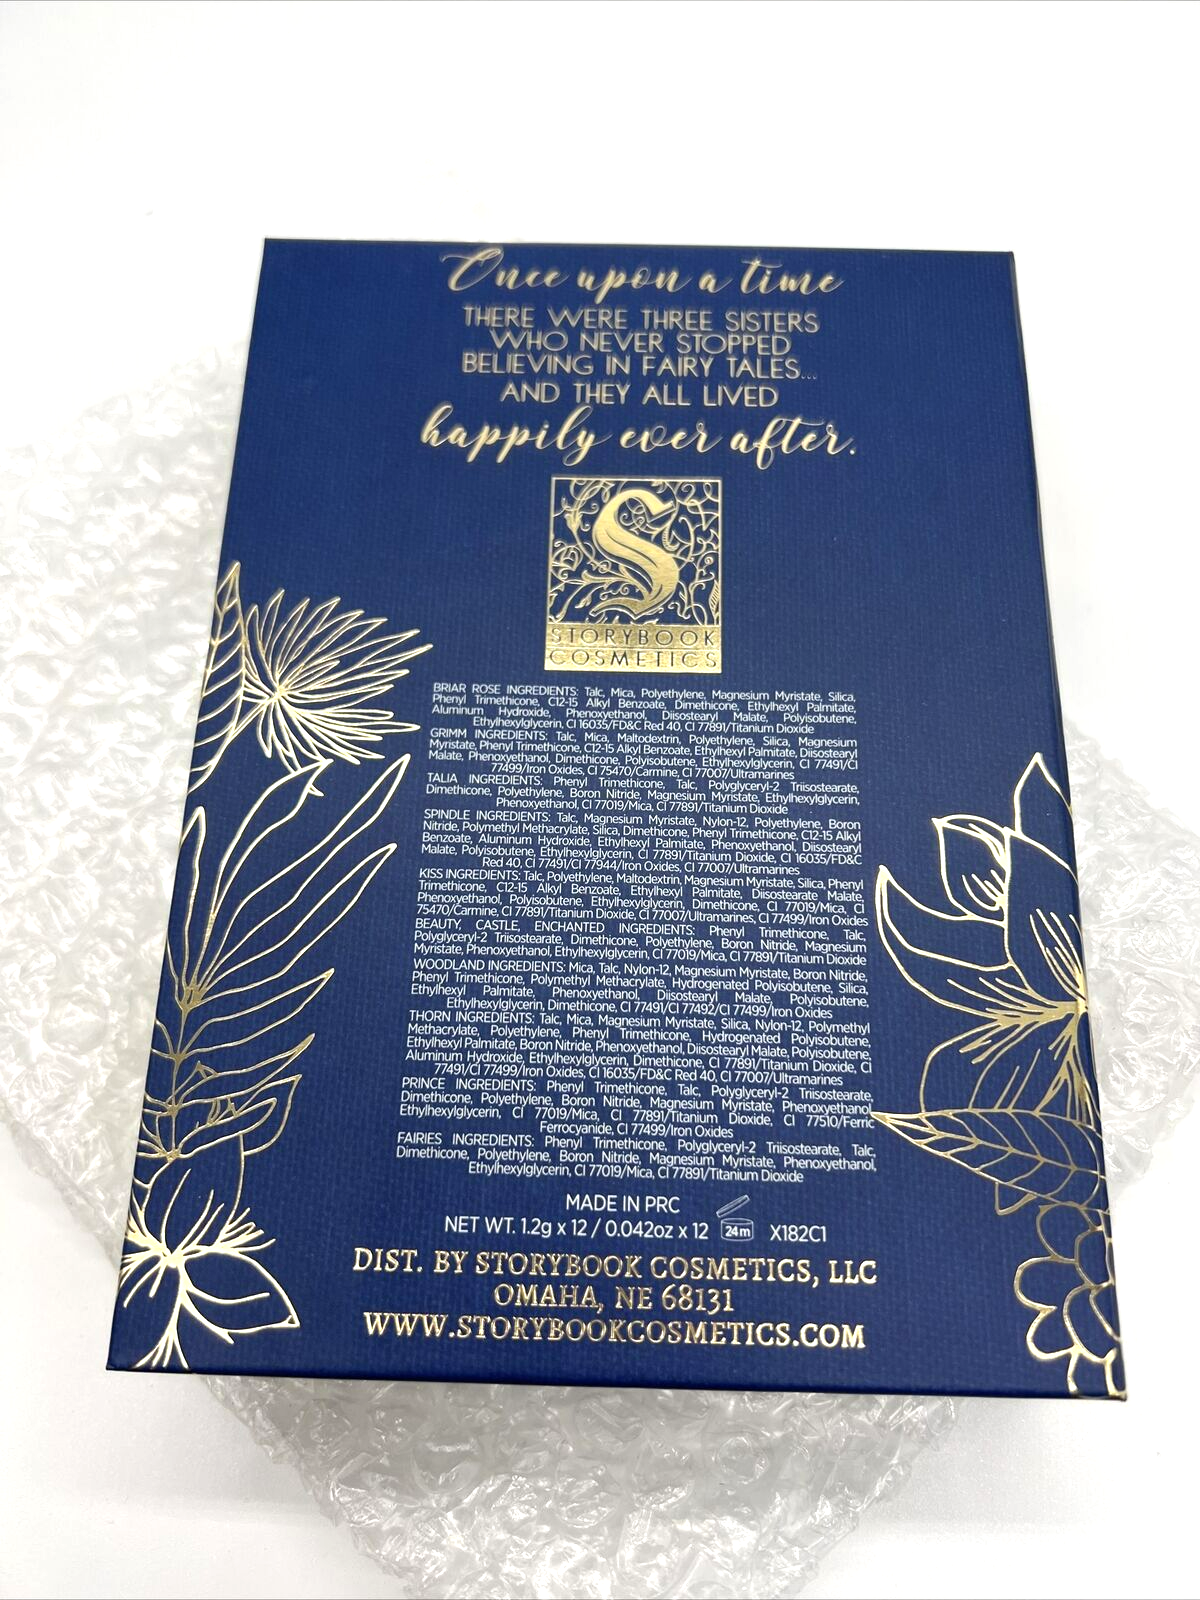 Once upon a time
THERE WERE THREE SISTERS
WHO NEVER STOPPED
BELIEVING IN FAIRY TALES...
AND THEY ALL LIVED
happily ever after.
S
STORYBOOK
COSMETICS
BRIAR ROSE INGREDIENTS: Talc, Mica, Polyethylene, Magnesium Myristate, Silica,
Phenyl Trimethicone, C12-15 Alkyl Benzoate, Dimethicone, Ethylhexyl Palmitate,
Aluminum Hydroxide, Phenoxyethanol, Diisostearyl Malate, Polyisobutene,
Ethylhexylglycerin, CI 16035/FD&C Red 40, CI 77891/Titanium Dioxide
GRIMM INGREDIENTS: Talc, Mica, Maltodextrin, Polyethylene, Silica, Magnesium
Myristate, Phenyl Trimethicone, C12-15 Alkyl Benzoate, Ethylhexyl Palmitate, Diisostearyl
Malate, Phenoxyethanol, Dimethicone, Polyisobutene, Ethylhexylglycerin, CI 77491/CI
77499/Iron Oxides, CI 75470/Carmine, CI 77007/Ultramarines
TALIA INGREDIENTS: Phenyl Trimethicone, Talc, Polyglyceryl-2 Triisostearate,
Dimethicone, Polyethylene, Boron Nitride, Magnesium Myristate, Ethylhexylglycerin,
Phenoxyethanol, CI 77019/Mica, CI 77891/Titanium Dioxide
SPINDLE INGREDIENTS: Talc, Magnesium Myristate, Nylon-12, Polyethylene, Boron
Nitride, Polymethyl Methacrylate, Silica, Dimethicone, Phenyl Trimethicone, C12-15 Alkyl
Benzoate, Aluminum Hydroxide, Ethylhexyl Palmitate, Phenoxyethanol, Diisostearyl
Malate, Polyisobutene, Ethylhexylglycerin, CI 77891/Titanium Dioxide, CI 16035/FD&C
Red 40, CI 77491/CI 77944/Iron Oxides, CI 77007/Ultramarines
KISS INGREDIENTS: Talc, Polyethylene, Maltodextrin, Magnesium Myristate, Silica, Phenyl
Trimethicone, C12-15 Alkyl Benzoate, Ethylhexyl Palmitate, Diisostearate Malate,
Phenoxyethanol, Polyisobutene, Ethylhexylglycerin, Dimethicone, CI 77019/Mica, CI
75470/Carmine, CI 77891/Titanium Dioxide, CI 77007/Ultramarines, CI 77499/Iron Oxides
BEAUTY, CASTLE, ENCHANTED INGREDIENTS: Phenyl Trimethicone, Talc,
Polyglyceryl-2 Triisostearate, Dimethicone, Polyethylene, Boron Nitride, Magnesium
Myristate, Phenoxyethanol, Ethylhexylglycerin, CI 77019/Mica, CI 77891/Titanium Dioxide
WOODLAND INGREDIENTS: Mica, Talc, Nylon-12, Magnesium Myristate, Boron Nitride,
Phenyl Trimethicone, Polymethyl Methacrylate, Hydrogenated Polyisobutene, Silica,
Ethylhexyl Palmitate, Phenoxyethanol, Diisostearyl Malate, Polyisobutene,
Ethylhexylglycerin, Dimethicone, CI 77491/CI 77492/CI 77499/Iron Oxides
THORN INGREDIENTS: Talc, Mica, Magnesium Myristate, Silica, Nylon-12, Polymethyl
Methacrylate, Polyethylene, Phenyl Trimethicone, Hydrogenated Polyisobutene,
Ethylhexyl Palmitate, Boron Nitride, Phenoxyethanol, Diisostearyl Malate, Polyisobutene,
Aluminum Hydroxide, Ethylhexylglycerin, Dimethicone, CI 77891/Titanium Dioxide, CI
77491/CI 77499/Iron Oxides, CI 16035/FD&C Red 40, CI 77007/Ultramarines
PRINCE INGREDIENTS: Phenyl Trimethicone, Talc, Polyglyceryl-2 Triisostearate,
Dimethicone, Polyethylene, Boron Nitride, Magnesium Myristate, Phenoxyethanol,
Ethylhexylglycerin, CI 77019/Mica, CI 77891/Titanium Dioxide, CI 77510/Ferric
Ferrocyanide, CI 77499/Iron Oxides
FAIRIES INGREDIENTS: Phenyl Trimethicone, Polyglyceryl-2 Triisostearate, Talc,
Dimethicone, Polyethylene, Boron Nitride, Magnesium Myristate, Phenoxyethanol,
Ethylhexylglycerin, CI 77019/Mica, CI 77891/Titanium Dioxide
MADE IN PRC
NET WT. 1.2g x 12 / 0.042oz x 12 24m X182C1
DIST. BY STORYBOOK COSMETICS, LLC
OMAHA, NE 68131
WWW.STORYBOOKCOSMETICS.COM